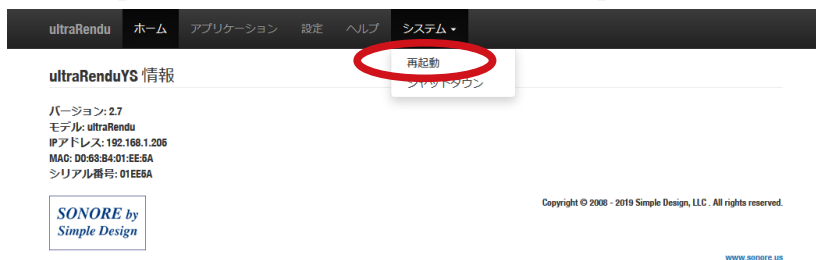 ultraRendu ホーム アプリケーション 設定 ヘルプ システム
再起動
シャットダウン
ultraRenduYS 情報
バージョン: 2.7
モデル: ultraRendu
IPアドレス: 192.168.1.206
MAC: D0:63:B4:01:EE:6A
シリアル番号: 01EE6A
SONORE by
Simple Design
Copyright © 2008 - 2019 Simple Design, LLC . All rights reserved.
www.sonore.us